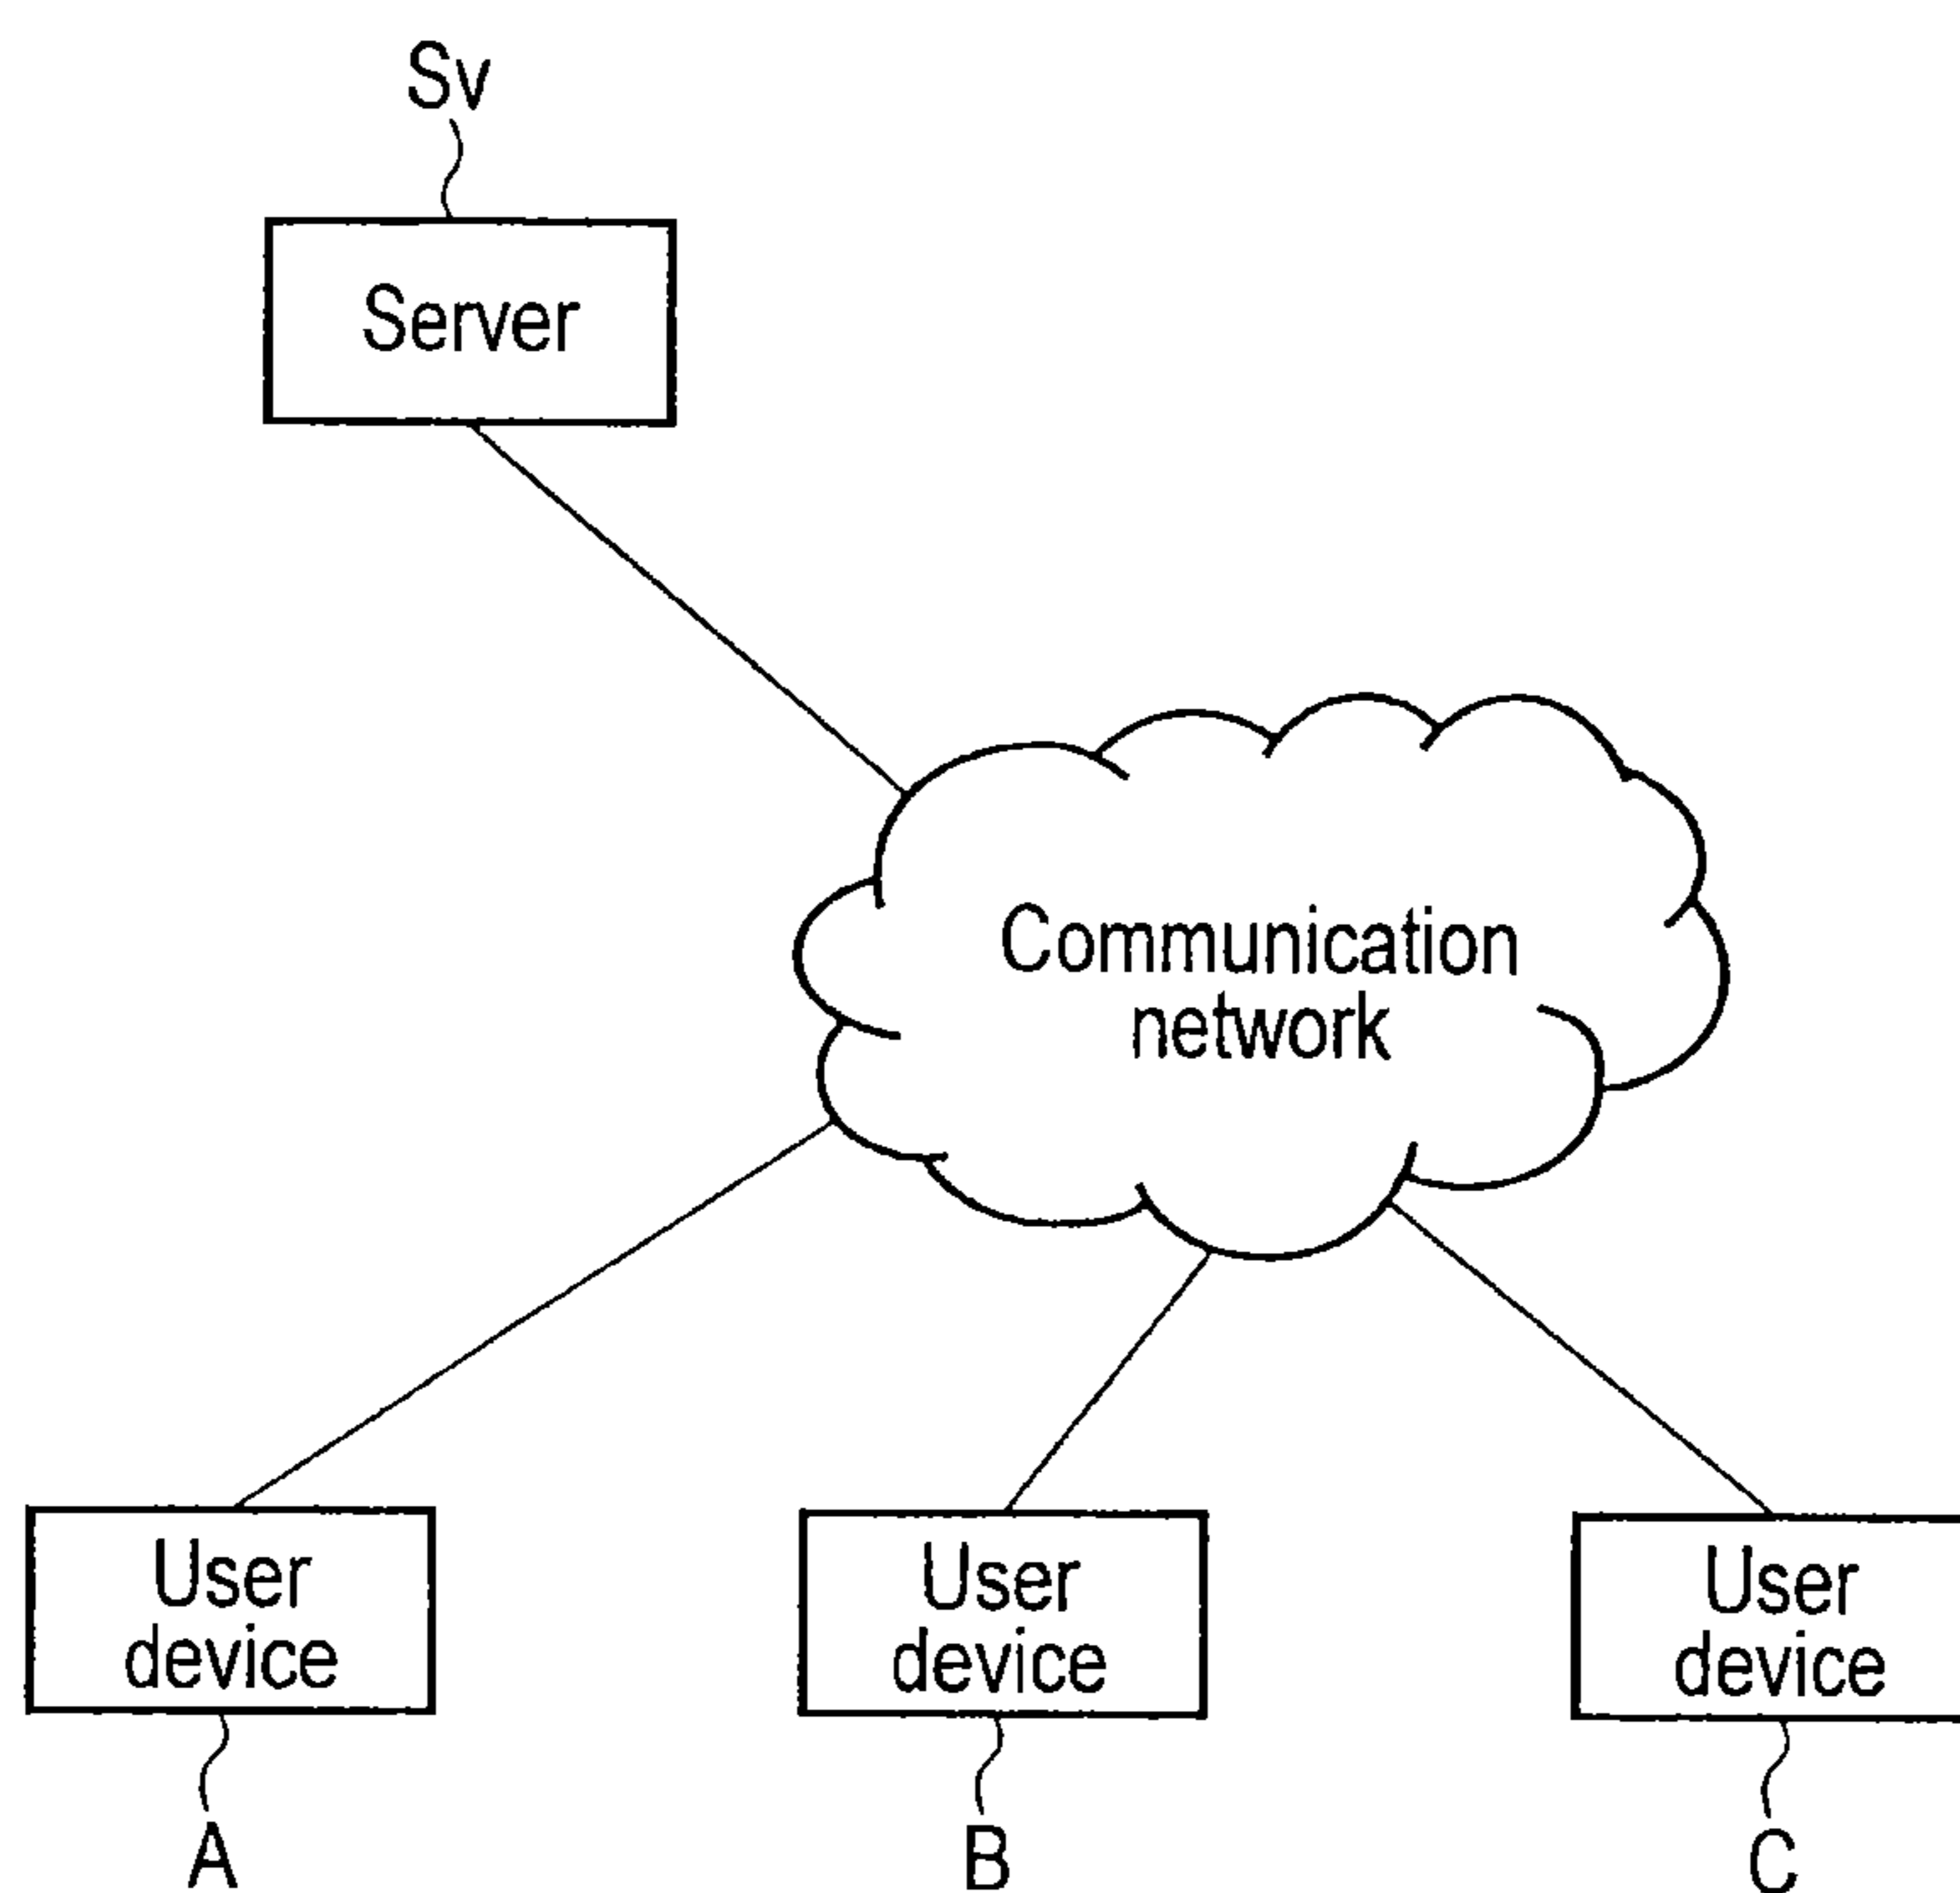 Sv
Server
Communication
network
User
device
User
device
User
device
A
B
C